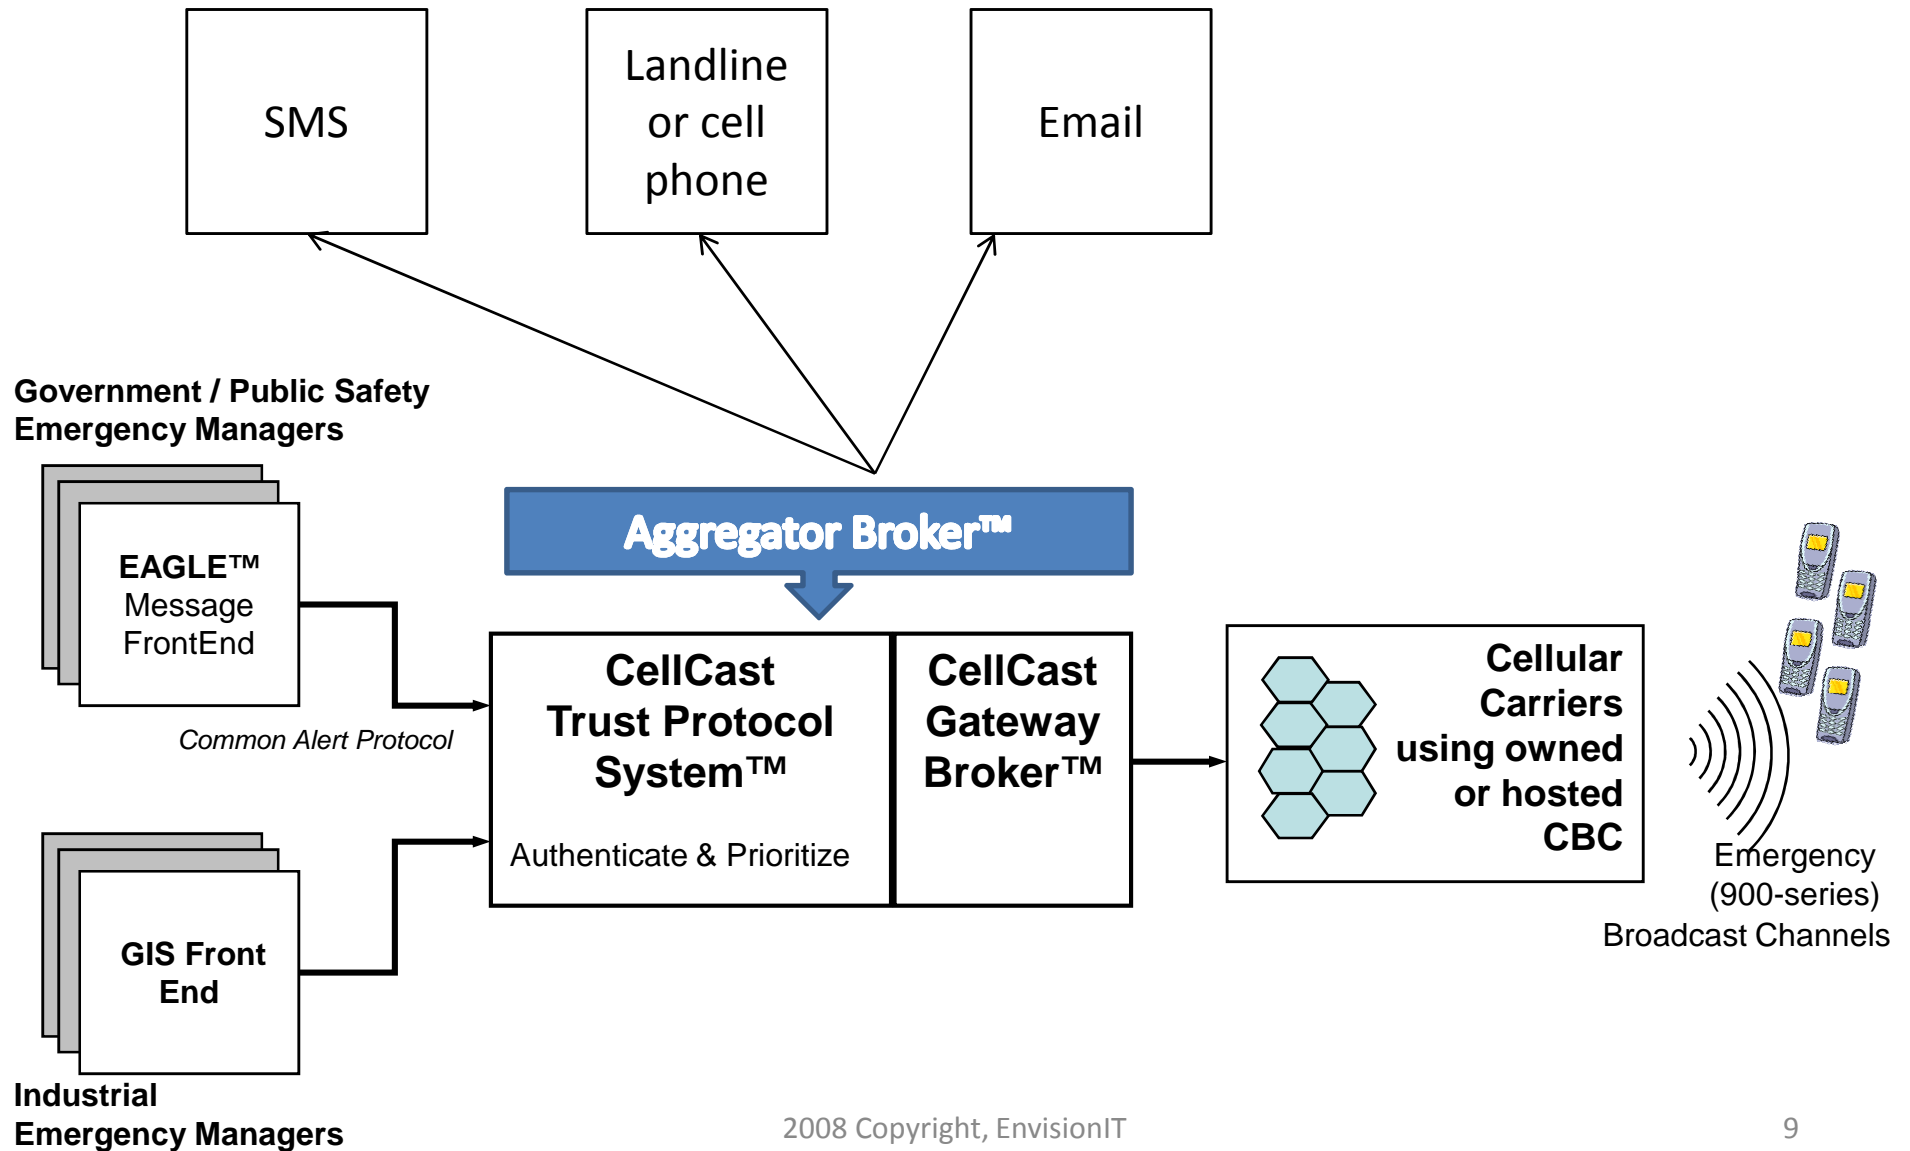 SMS
Landline
or cell
phone
Email
Government / Public Safety
Emergency Managers
EAGLE™
Message
FrontEnd
Common Alert Protocol
Aggregator Broker™
CellCast
Trust Protocol
System™
Authenticate & Prioritize
CellCast
Gateway
Broker™
Cellular
Carriers
using owned
or hosted
CBC
Emergency
(900-series)
Broadcast Channels
GIS Front
End
Industrial
Emergency Managers
2008 Copyright, EnvisionIT
9